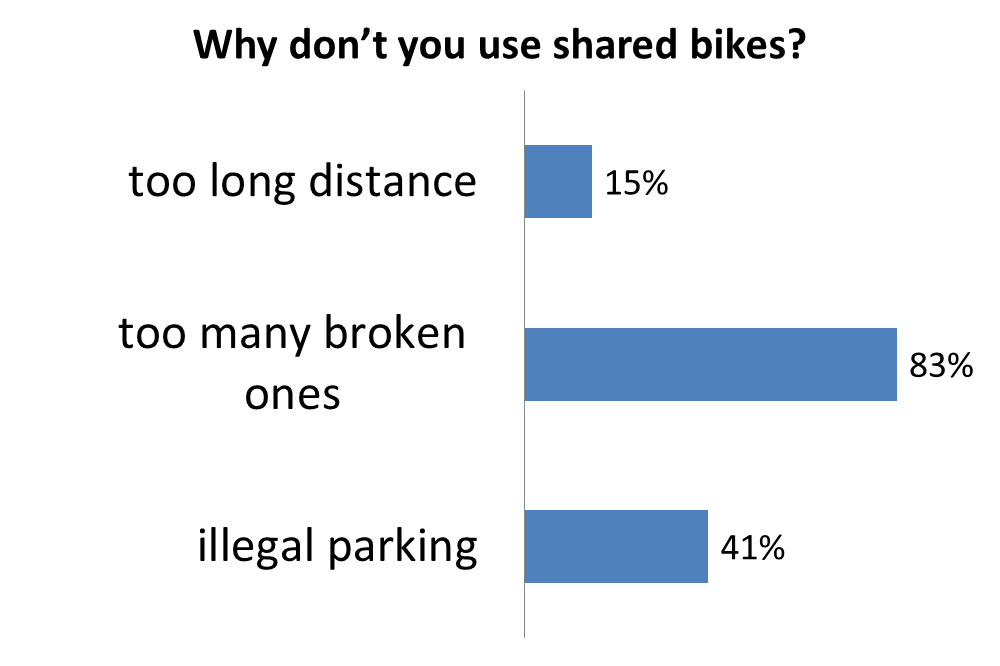 Why don’t you use shared bikes?
too long distance
15%
too many broken
ones
83%
illegal parking
41%